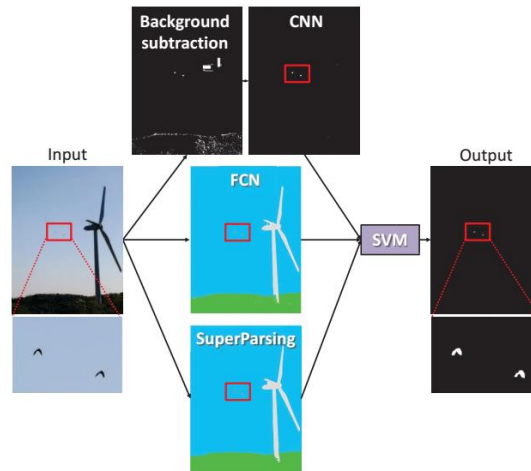 Background
subtraction
CNN
Input
FCN
Output
SVM
SuperParsing